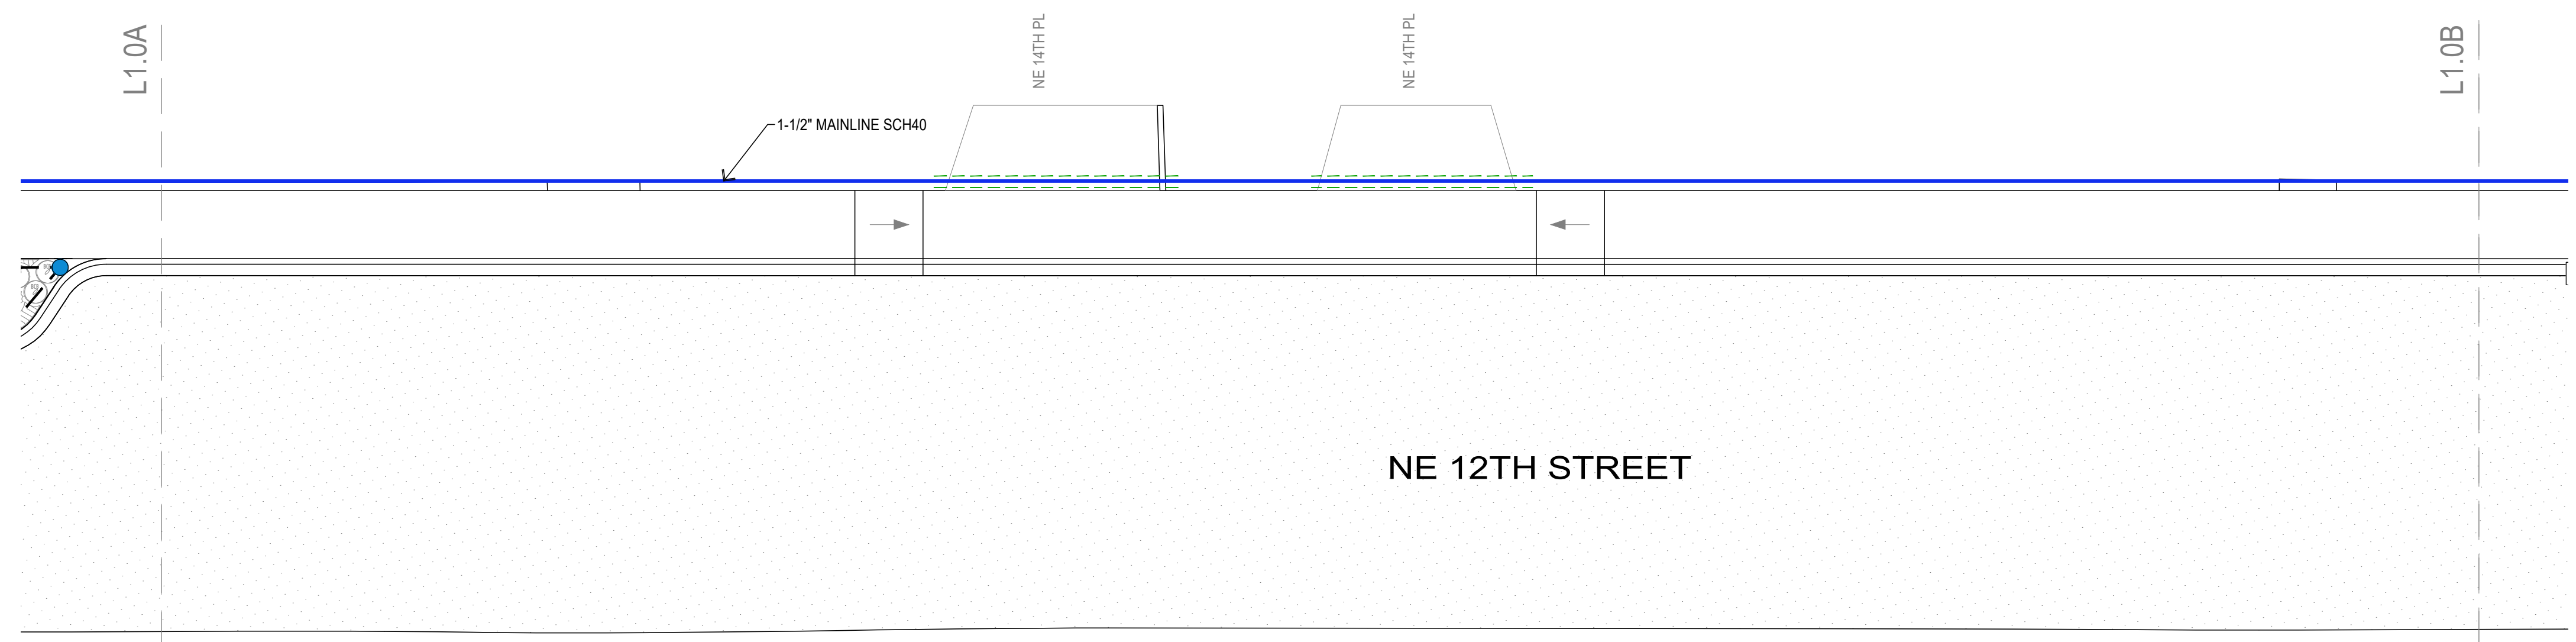 L1.0A
NE 14TH PL
NE 14TH PL
L1.0B
1-1/2" MAINLINE SCH40
NE 12TH STREET